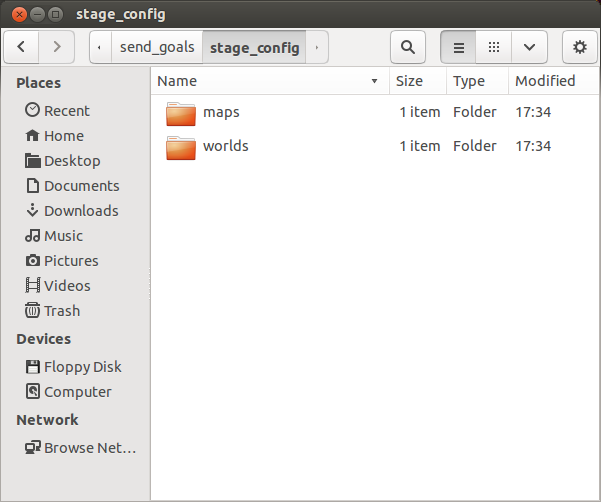 stage_config
send_goals stage_config
Name Size Type Modified
maps 1 item Folder 17:34
worlds 1 item Folder 17:34
Places
Recent
Home
Desktop
Documents
Downloads
Music
Pictures
Videos
Trash
Devices
Floppy Disk
Computer
Network
Browse Net…